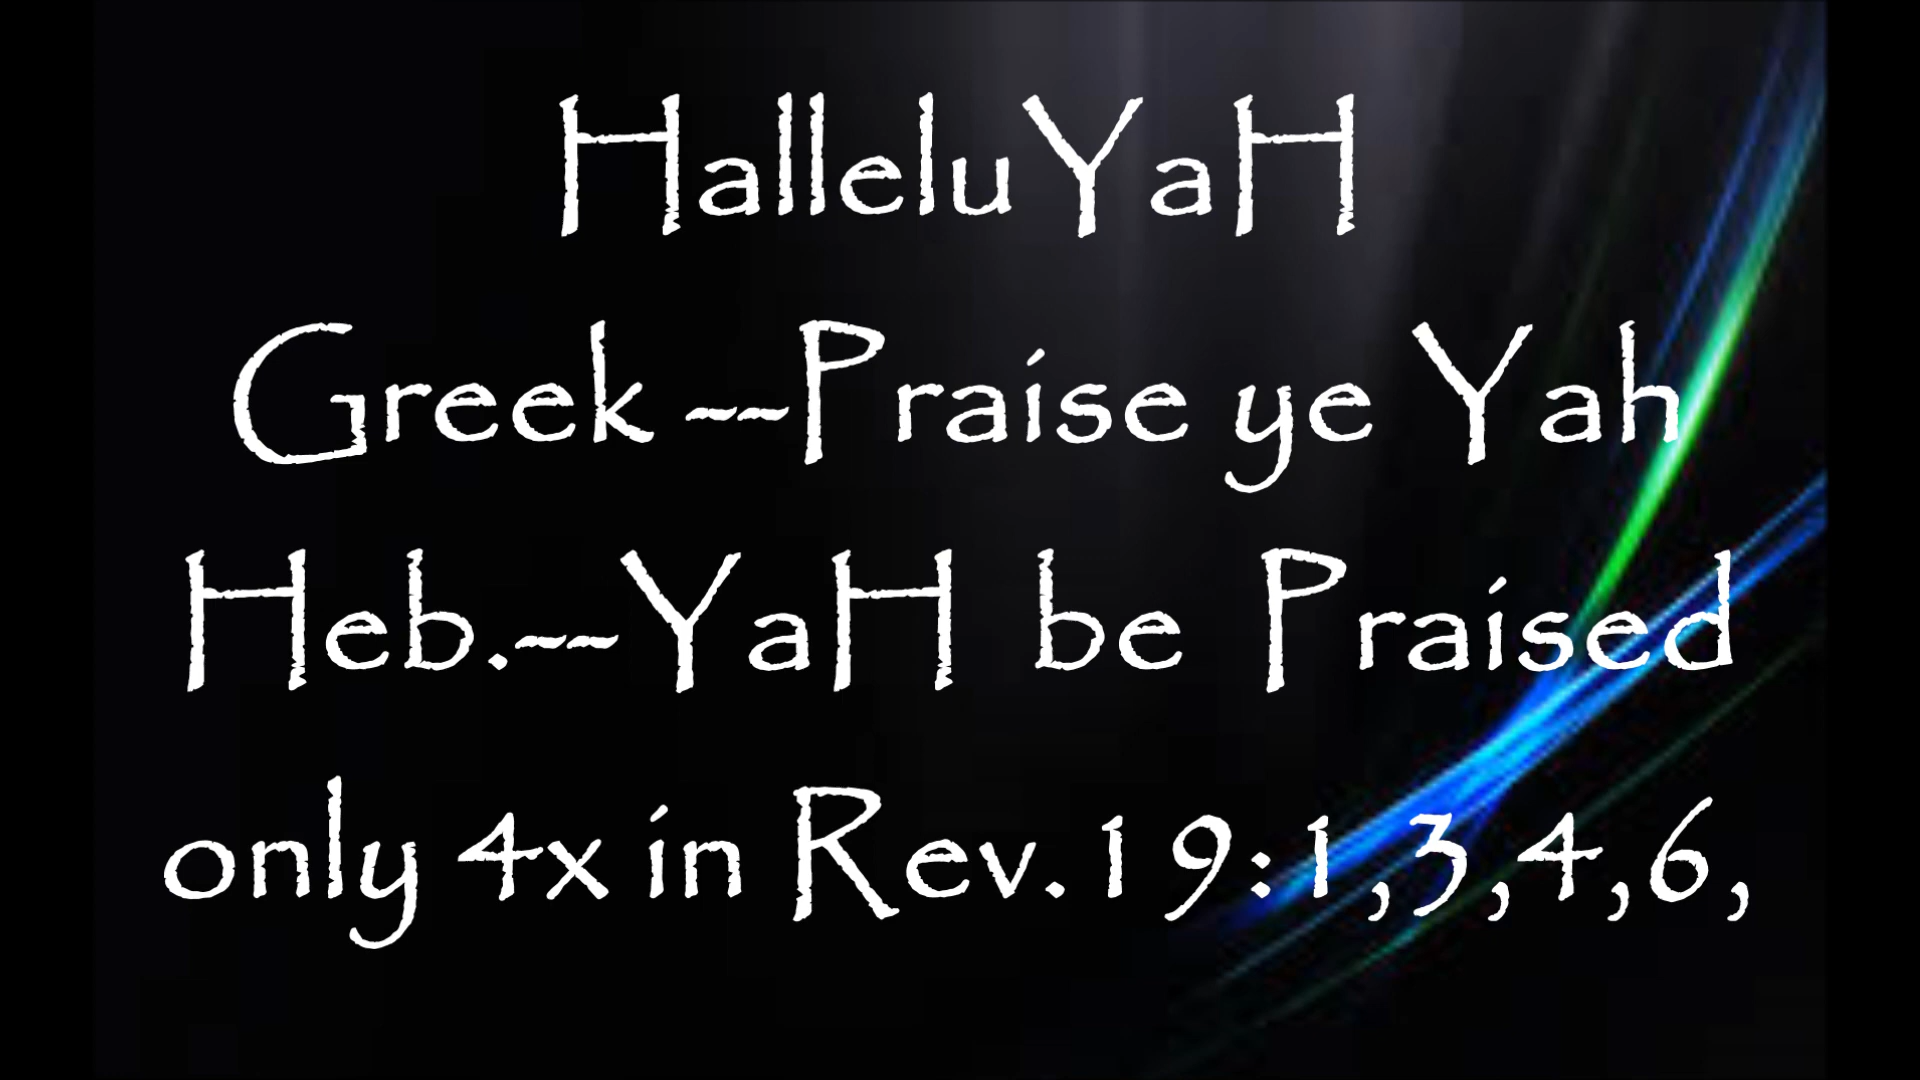 HalleluYaH
Greek --Praise ye Yah
Heb.--YaH be Praised
only 4x in Rev.19:1,3,4,6,